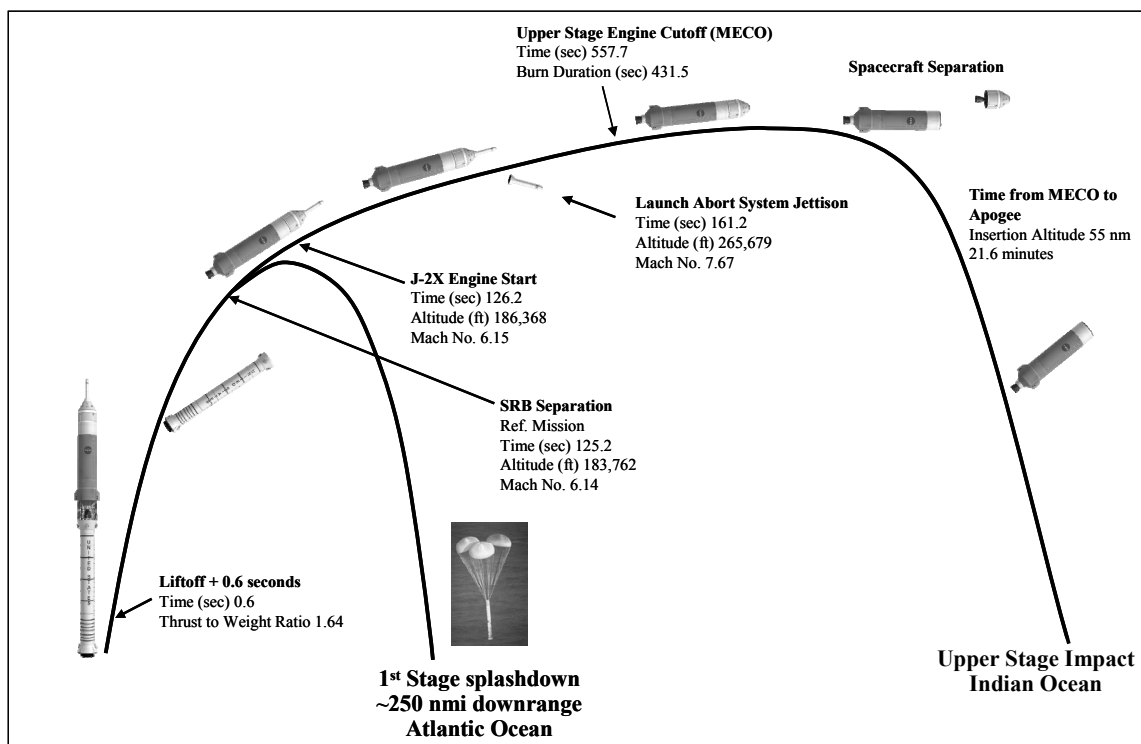 Upper Stage Engine Cutoff (MECO)
Time (sec) 557.7
Burn Duration (sec) 431.5
Spacecraft Separation
Launch Abort System Jettison
Time (sec) 161.2
Altitude (ft) 265,679
Mach No. 7.67
Time from MECO to
Apogee
Insertion Altitude 55 nm
21.6 minutes
J-2X Engine Start
Time (sec) 126.2
Altitude (ft) 186,368
Mach No. 6.15
SRB Separation
Ref. Mission
Time (sec) 125.2
Altitude (ft) 183,762
Mach No. 6.14
Liftoff + 0.6 seconds
Time (sec) 0.6
Thrust to Weight Ratio 1.64
UNITED STATES
1st Stage splashdown
~250 nmi downrange
Atlantic Ocean
Upper Stage Impact
Indian Ocean